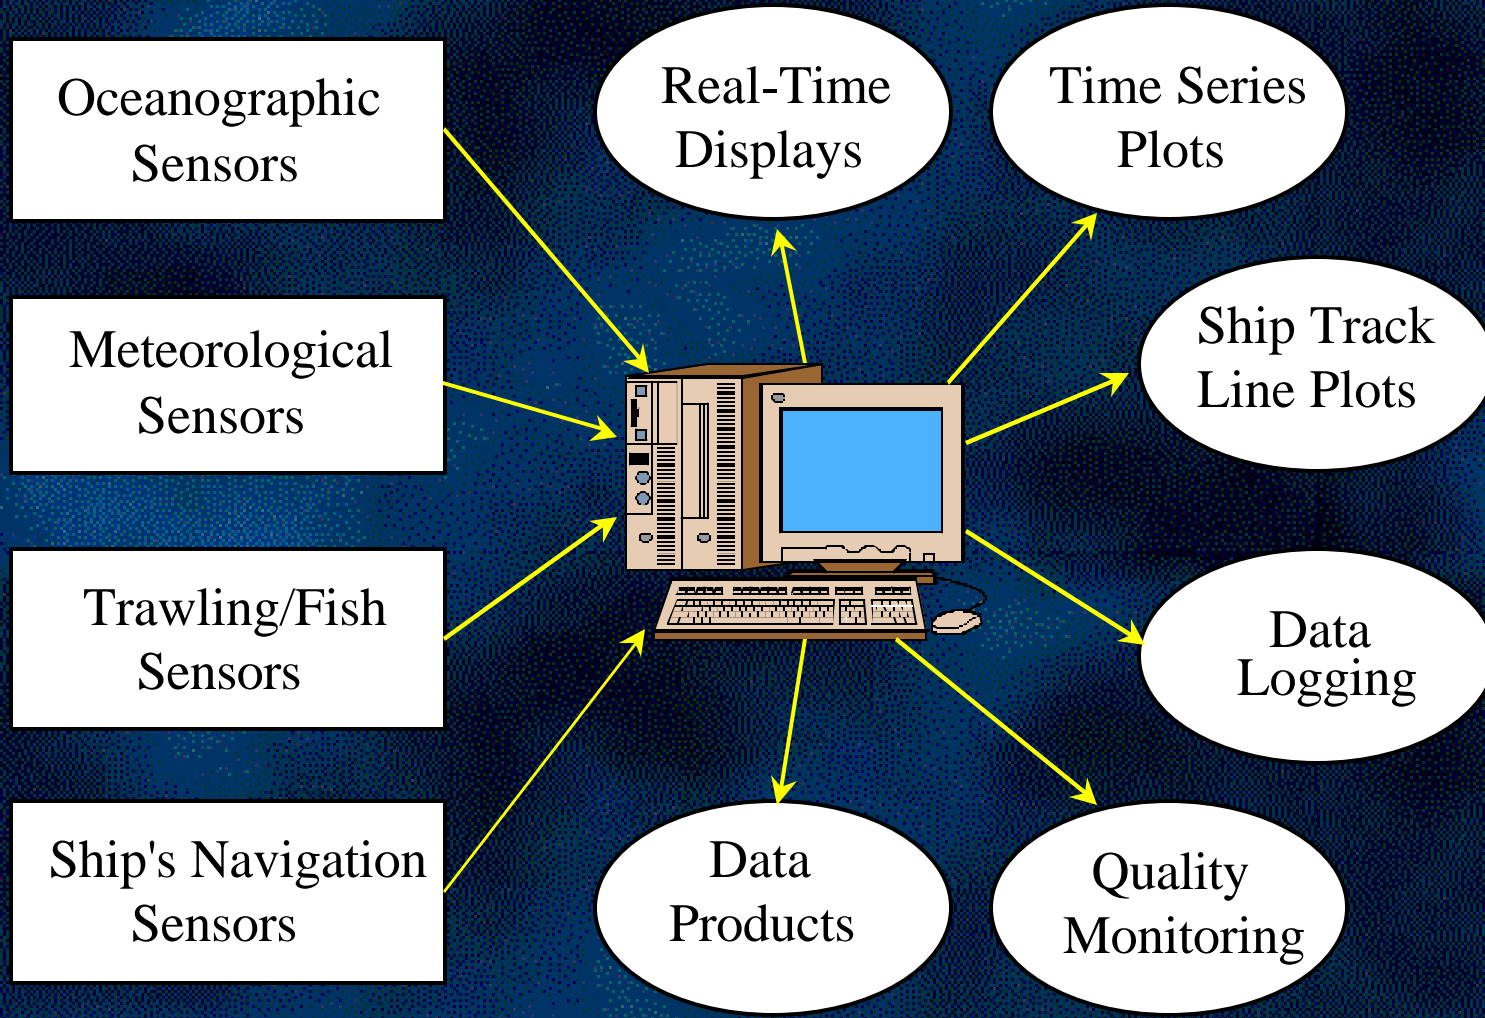 Oceanographic
Sensors
Meteorological
Sensors
Trawling/Fish
Sensors
Ship's Navigation
Sensors
Real-Time
Displays
Time Series
Plots
Ship Track
Line Plots
Data
Logging
Data
Products
Quality
Monitoring